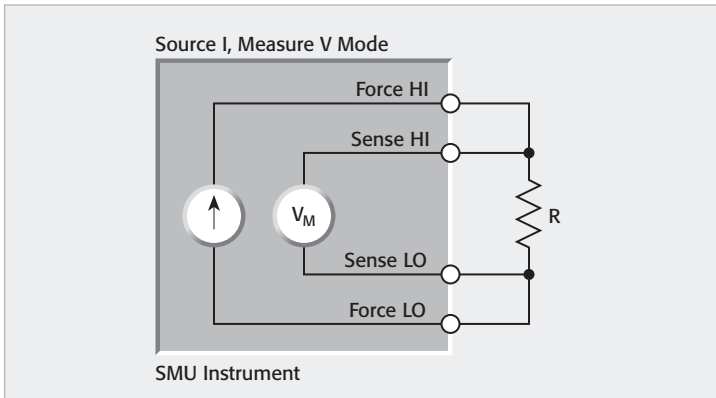 Source I, Measure V Mode
Force HI
Sense HI
VM
R
Sense LO
Force LO
SMU Instrument